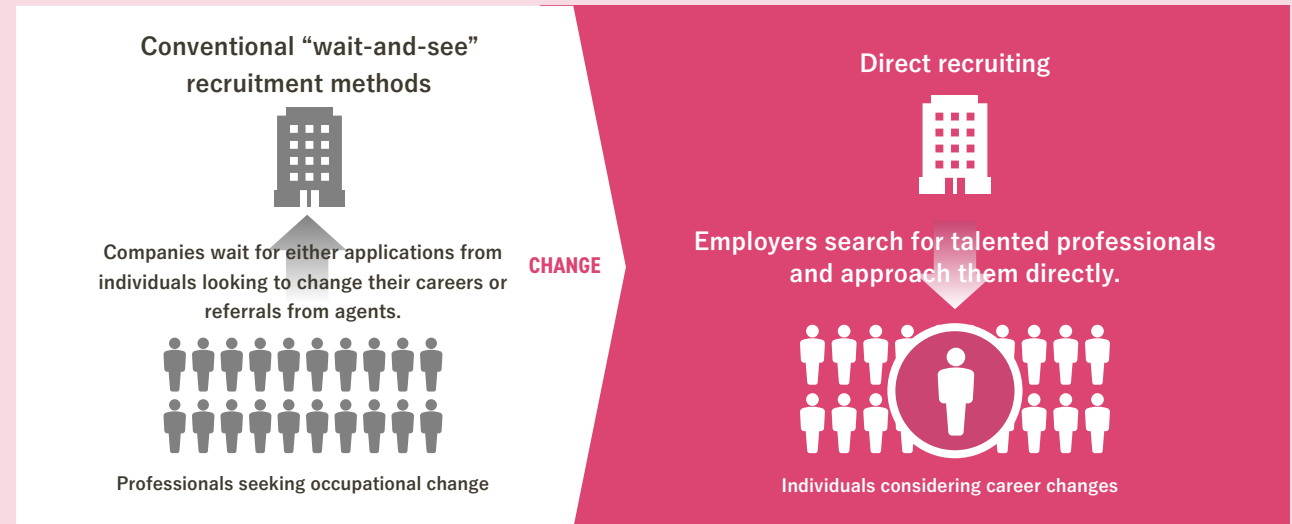 Conventional “wait-and-see”
recruitment methods
Companies wait for either applications from
individuals looking to change their careers or
referrals from agents.
Professionals seeking occupational change
CHANGE
Direct recruiting
Employers search for talented professionals
and approach them directly.
Individuals considering career changes